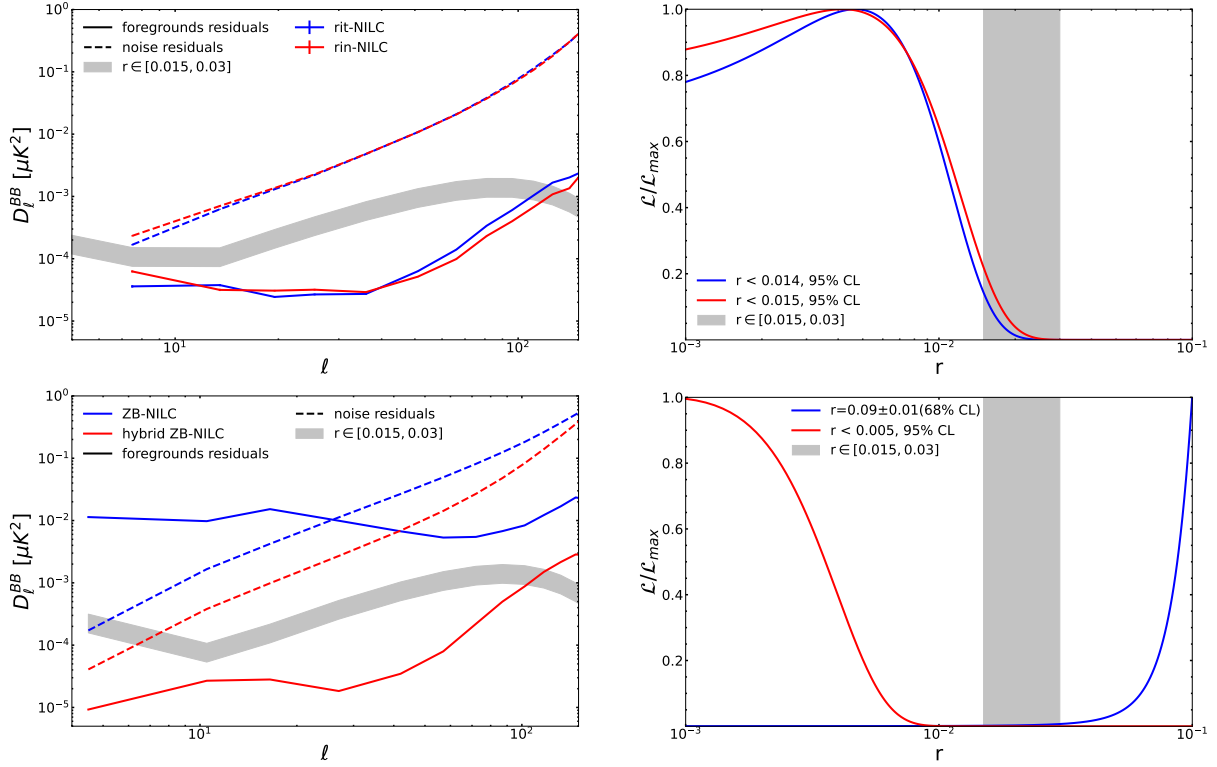 foregrounds residuals
noise residuals
r ∈ [0.015, 0.03]
rit-NILC
rin-NILC
10⁰
10⁻¹
10⁻²
10⁻³
10⁻⁴
10⁻⁵
D_ℓ^{BB} [μK²]
10¹
10²
ℓ
1.0
0.8
0.6
0.4
0.2
ℒ/ℒ_{max}
r < 0.014, 95% CL
r < 0.015, 95% CL
r ∈ [0.015, 0.03]
10⁻³
10⁻²
10⁻¹
r
ZB-NILC
hybrid ZB-NILC
foregrounds residuals
noise residuals
r ∈ [0.015, 0.03]
10⁰
10⁻¹
10⁻²
10⁻³
10⁻⁴
10⁻⁵
D_ℓ^{BB} [μK²]
10¹
10²
ℓ
r=0.09±0.01(68% CL)
r < 0.005, 95% CL
r ∈ [0.015, 0.03]
1.0
0.8
0.6
0.4
0.2
ℒ/ℒ_{max}
10⁻³
10⁻²
10⁻¹
r